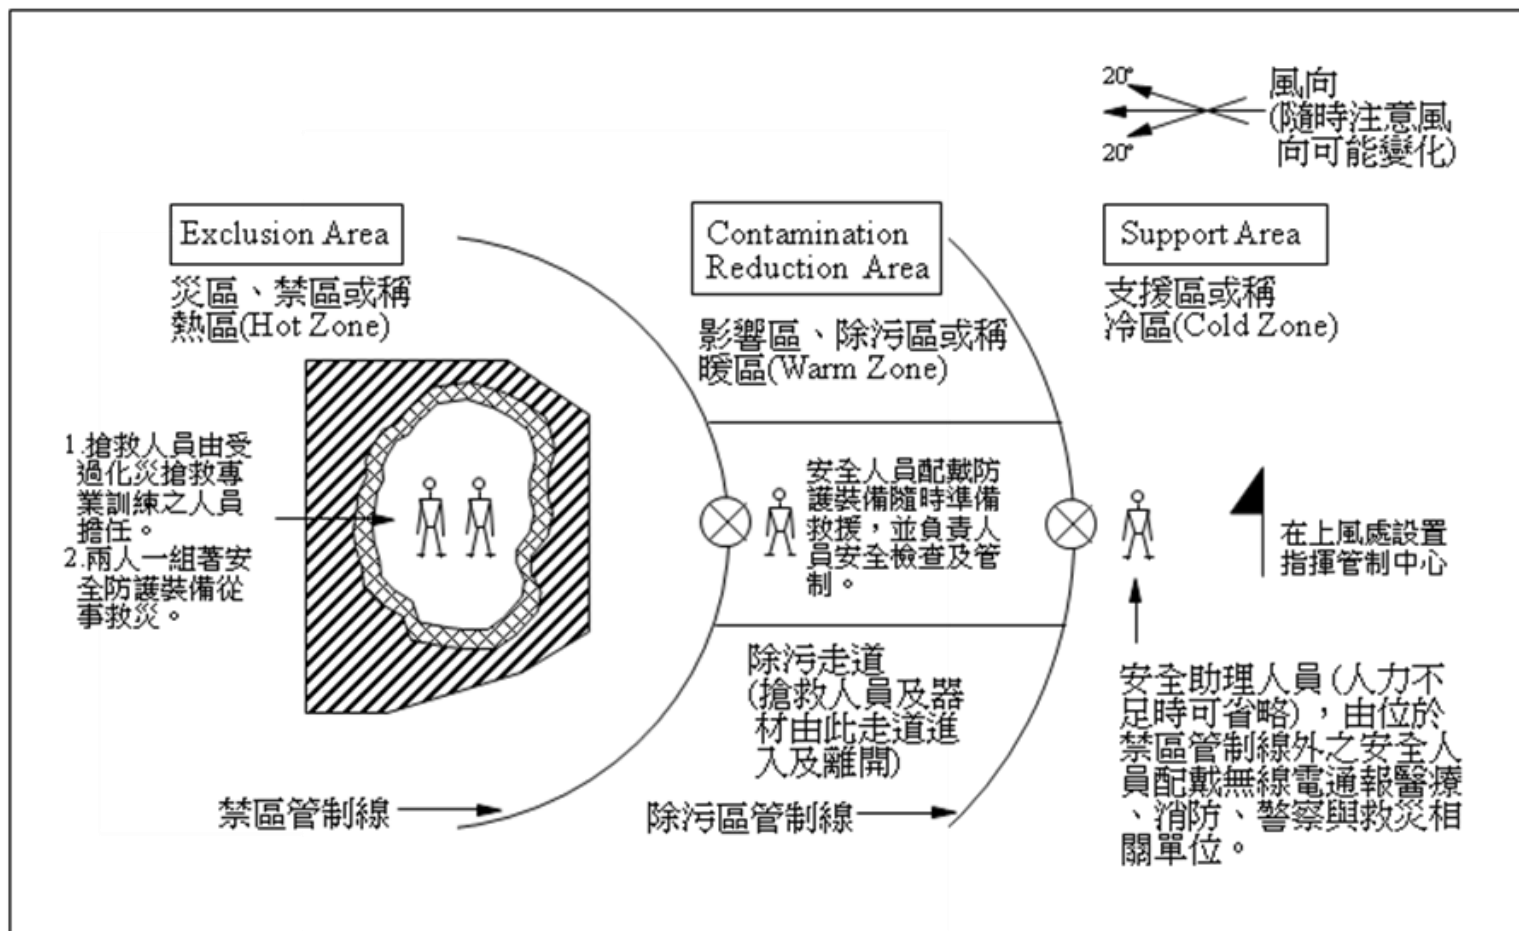 20°
20°
風向
(隨時注意風
向可能變化)
Exclusion Area
災區、禁區或稱
熱區(Hot Zone)
Contamination
Reduction Area
影響區、除污區或稱
暖區(Warm Zone)
Support Area
支援區或稱
冷區(Cold Zone)
1.搶救人員由受
過化災搶救專
業訓練之人員
擔任。
2.兩人一組著安
全防護裝備從
事救災。
安全人員配戴防
護裝備隨時準備
救援，並負責人
員安全檢查及管
制。
在上風處設置
指揮管制中心
除污走道
(搶救人員及器
材由此走道進
入及離開)
安全助理人員(人力不
足時可省略)，由位於
禁區管制線外之安全人
員配戴無線電通報醫療
、消防、警察與救災相
關單位。
禁區管制線
除污區管制線